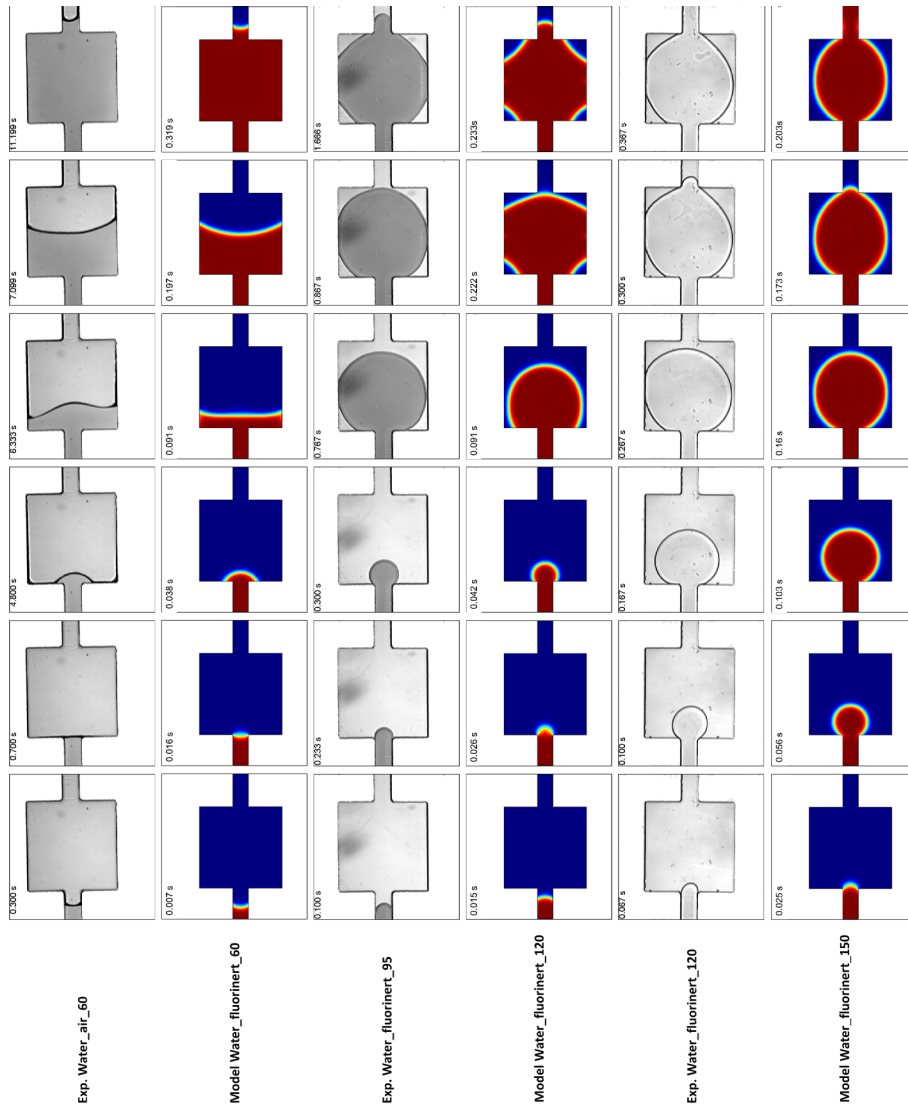 Exp. Water_air_60
0.300 s
0.700 s
4.800 s
6.333 s
7.099 s
11.199 s
Model Water_fluorinert_60
0.007 s
0.016 s
0.038 s
0.091 s
0.197 s
0.319 s
Exp. Water_fluorinert_95
0.100 s
0.233 s
0.300 s
0.767 s
0.867 s
1.666 s
Model Water_fluorinert_120
0.015 s
0.026 s
0.042 s
0.091 s
0.222 s
0.233s
Exp. Water_fluorinert_120
0.067 s
0.100 s
0.167 s
0.267 s
0.300 s
0.367 s
Model Water_fluorinert_150
0.025 s
0.056 s
0.103 s
0.16 s
0.173 s
0.203s